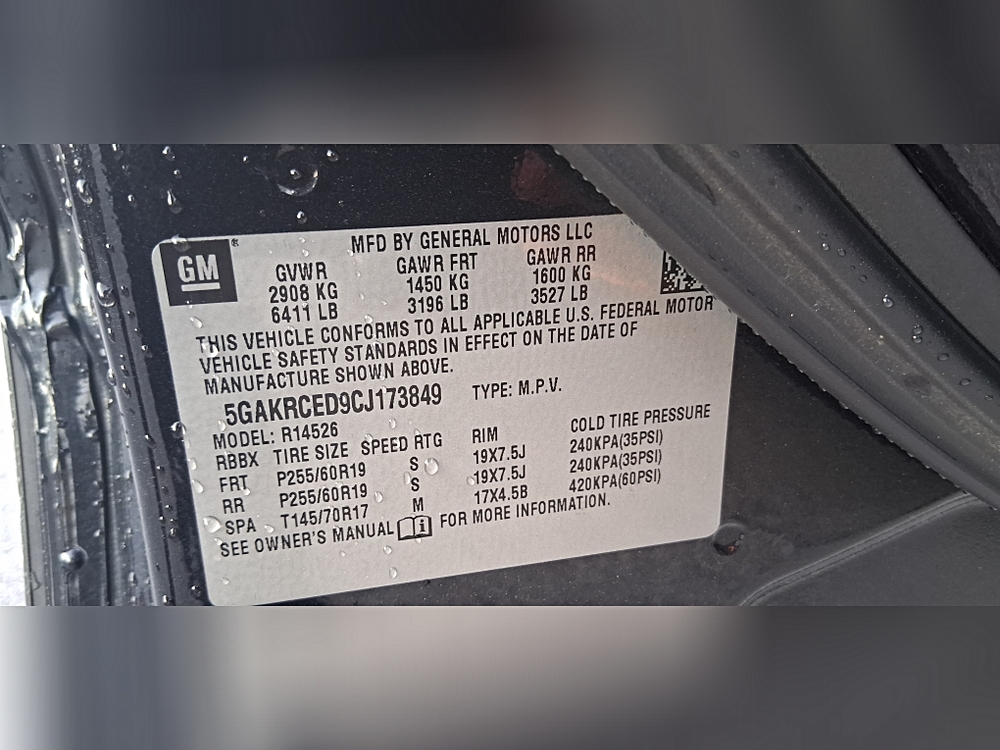 GM®
MFD BY GENERAL MOTORS LLC
GVWR GAWR FRT GAWR RR
2908 KG 1450 KG 1600 KG
6411 LB 3196 LB 3527 LB
THIS VEHICLE CONFORMS TO ALL APPLICABLE U.S. FEDERAL MOTOR
VEHICLE SAFETY STANDARDS IN EFFECT ON THE DATE OF
MANUFACTURE SHOWN ABOVE.
5GAKRCED9CJ173849 TYPE: M.P.V.
MODEL: R14526
RBBX TIRE SIZE SPEED RTG RIM COLD TIRE PRESSURE
FRT P255/60R19 S 19X7.5J 240KPA(35PSI)
RR P255/60R19 S 19X7.5J 240KPA(35PSI)
SPA T145/70R17 M 17X4.5B 420KPA(60PSI)
SEE OWNER'S MANUAL FOR MORE INFORMATION.